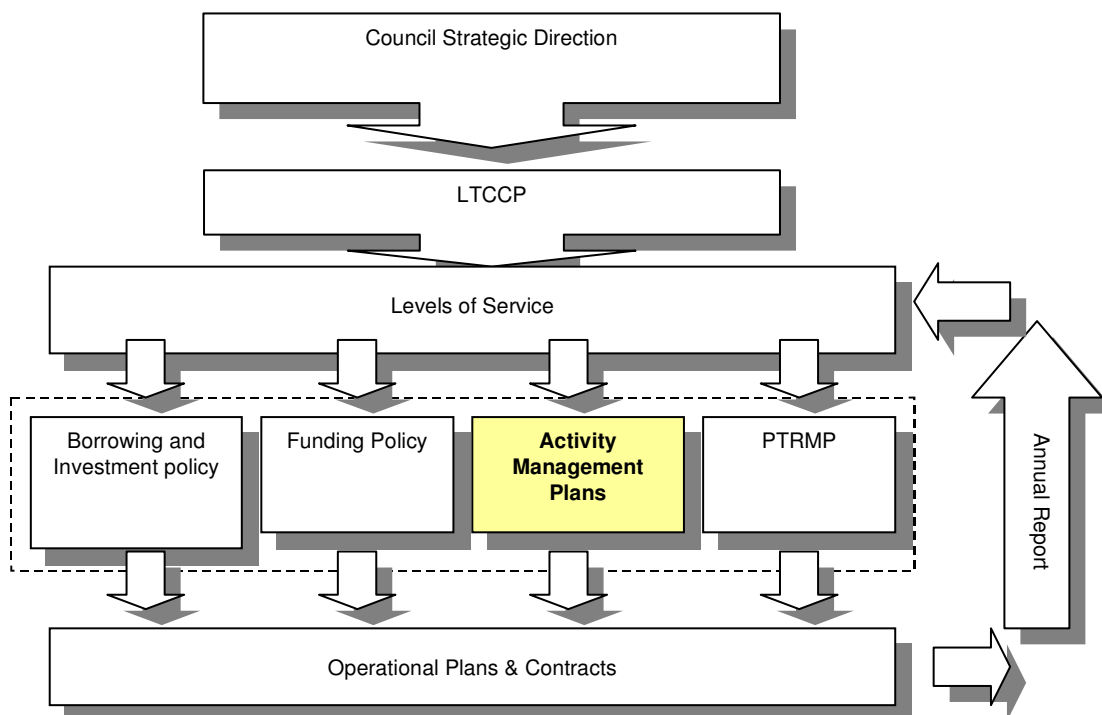 Council Strategic Direction
LTCCP
Levels of Service
Borrowing and
Investment policy
Funding Policy
Activity
Management
Plans
PTRMP
Annual Report
Operational Plans & Contracts